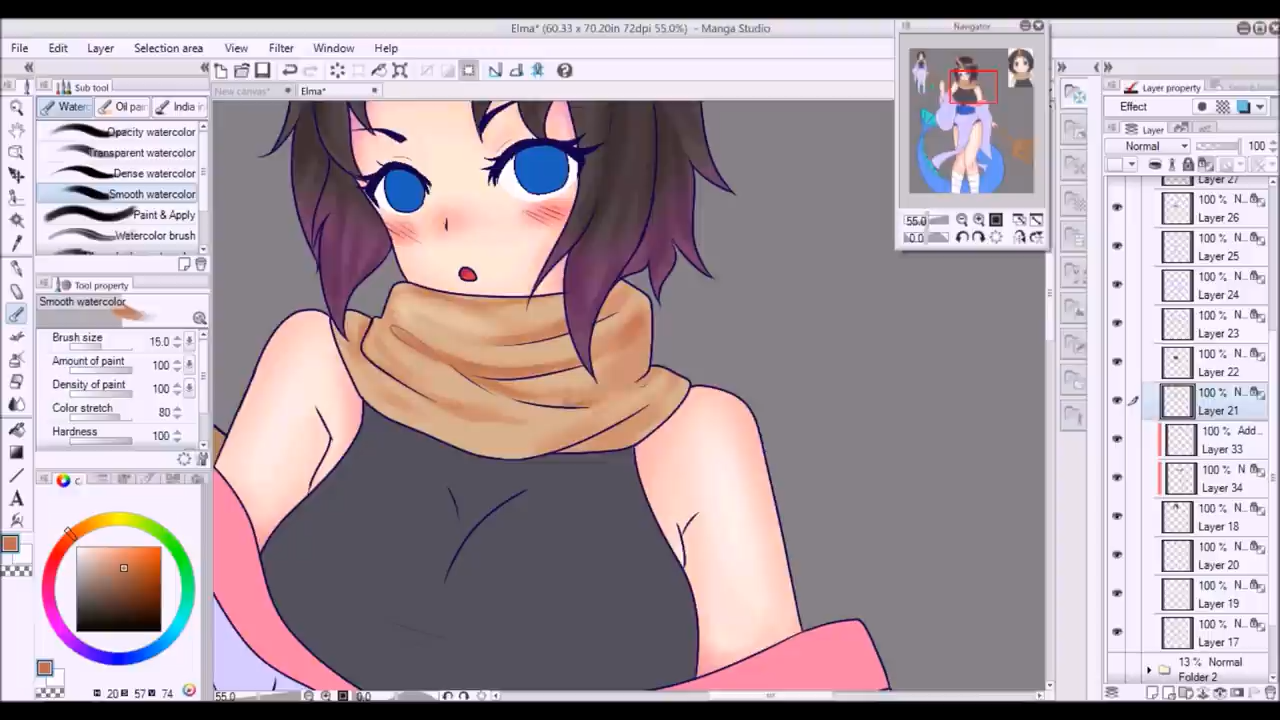 Elma* (60.33 x 70.20in 72dpi 55.0%) - Manga Studio
Navigator
File Edit Layer Selection area View Filter Window Help
Sub tool
New canvas*
Elma*
Water
Oil pa
India in
Opacity watercolor
Transparent watercolor
Dense watercolor
Smooth watercolor
Paint & Apply
Watercolor brush
Tool property
Smooth watercolor
Brush size 15.0
Amount of paint 100
Density of paint 100
Color stretch 80
Hardness 100
H 20 S 57 V 74
55.0
0.0
55.0
0.0
Layer property
Effect
Layer
Normal 100
Layer 27
100 % N..
Layer 26
100 % N..
Layer 25
100 % N..
Layer 24
100 % N..
Layer 23
100 % N..
Layer 22
100 % N..
Layer 21
100 % Add..
Layer 33
100 % N
Layer 34
100 % N..
Layer 18
100 % N..
Layer 20
100 % N..
Layer 19
100 % N..
Layer 17
13 % Normal
Folder 2